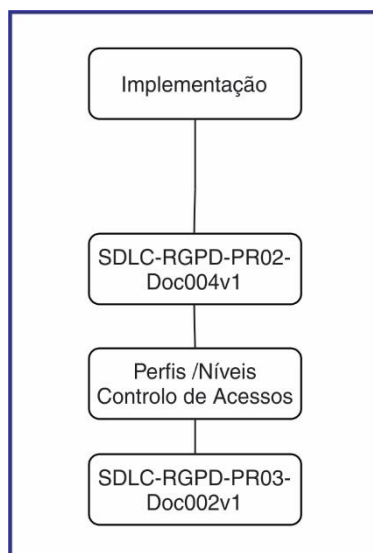 Implementação
SDLC-RGPD-PR02-
Doc004v1
Perfis /Níveis
Controlo de Acessos
SDLC-RGPD-PR03-
Doc002v1